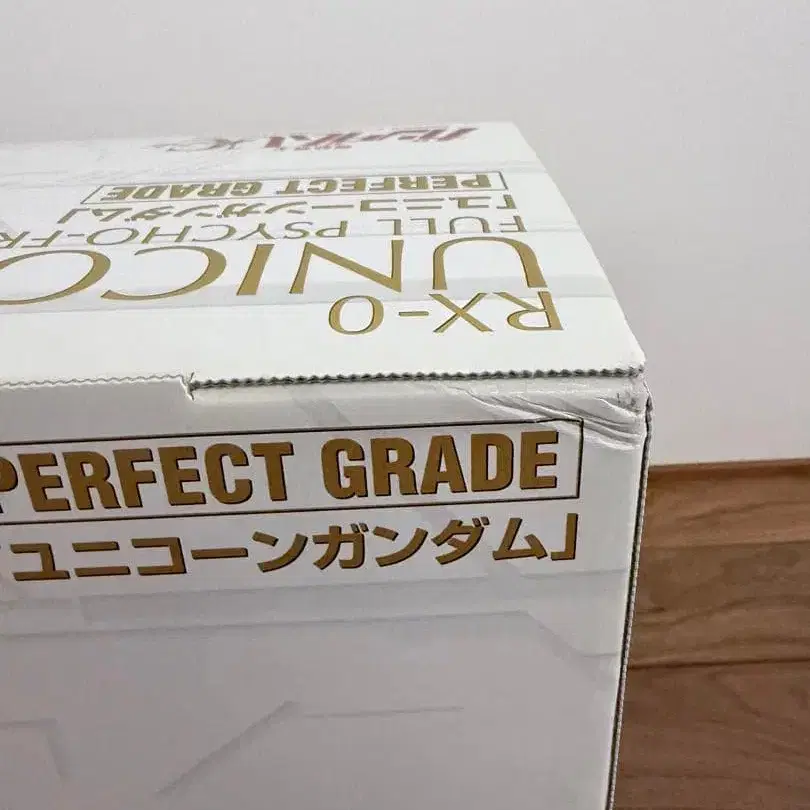 RX-0
UNICO
FULL PSYCHO-FR
「ユニコーンガンダム」
PERFECT GRADE
PERFECT GRADE
ユニコーンガンダム」